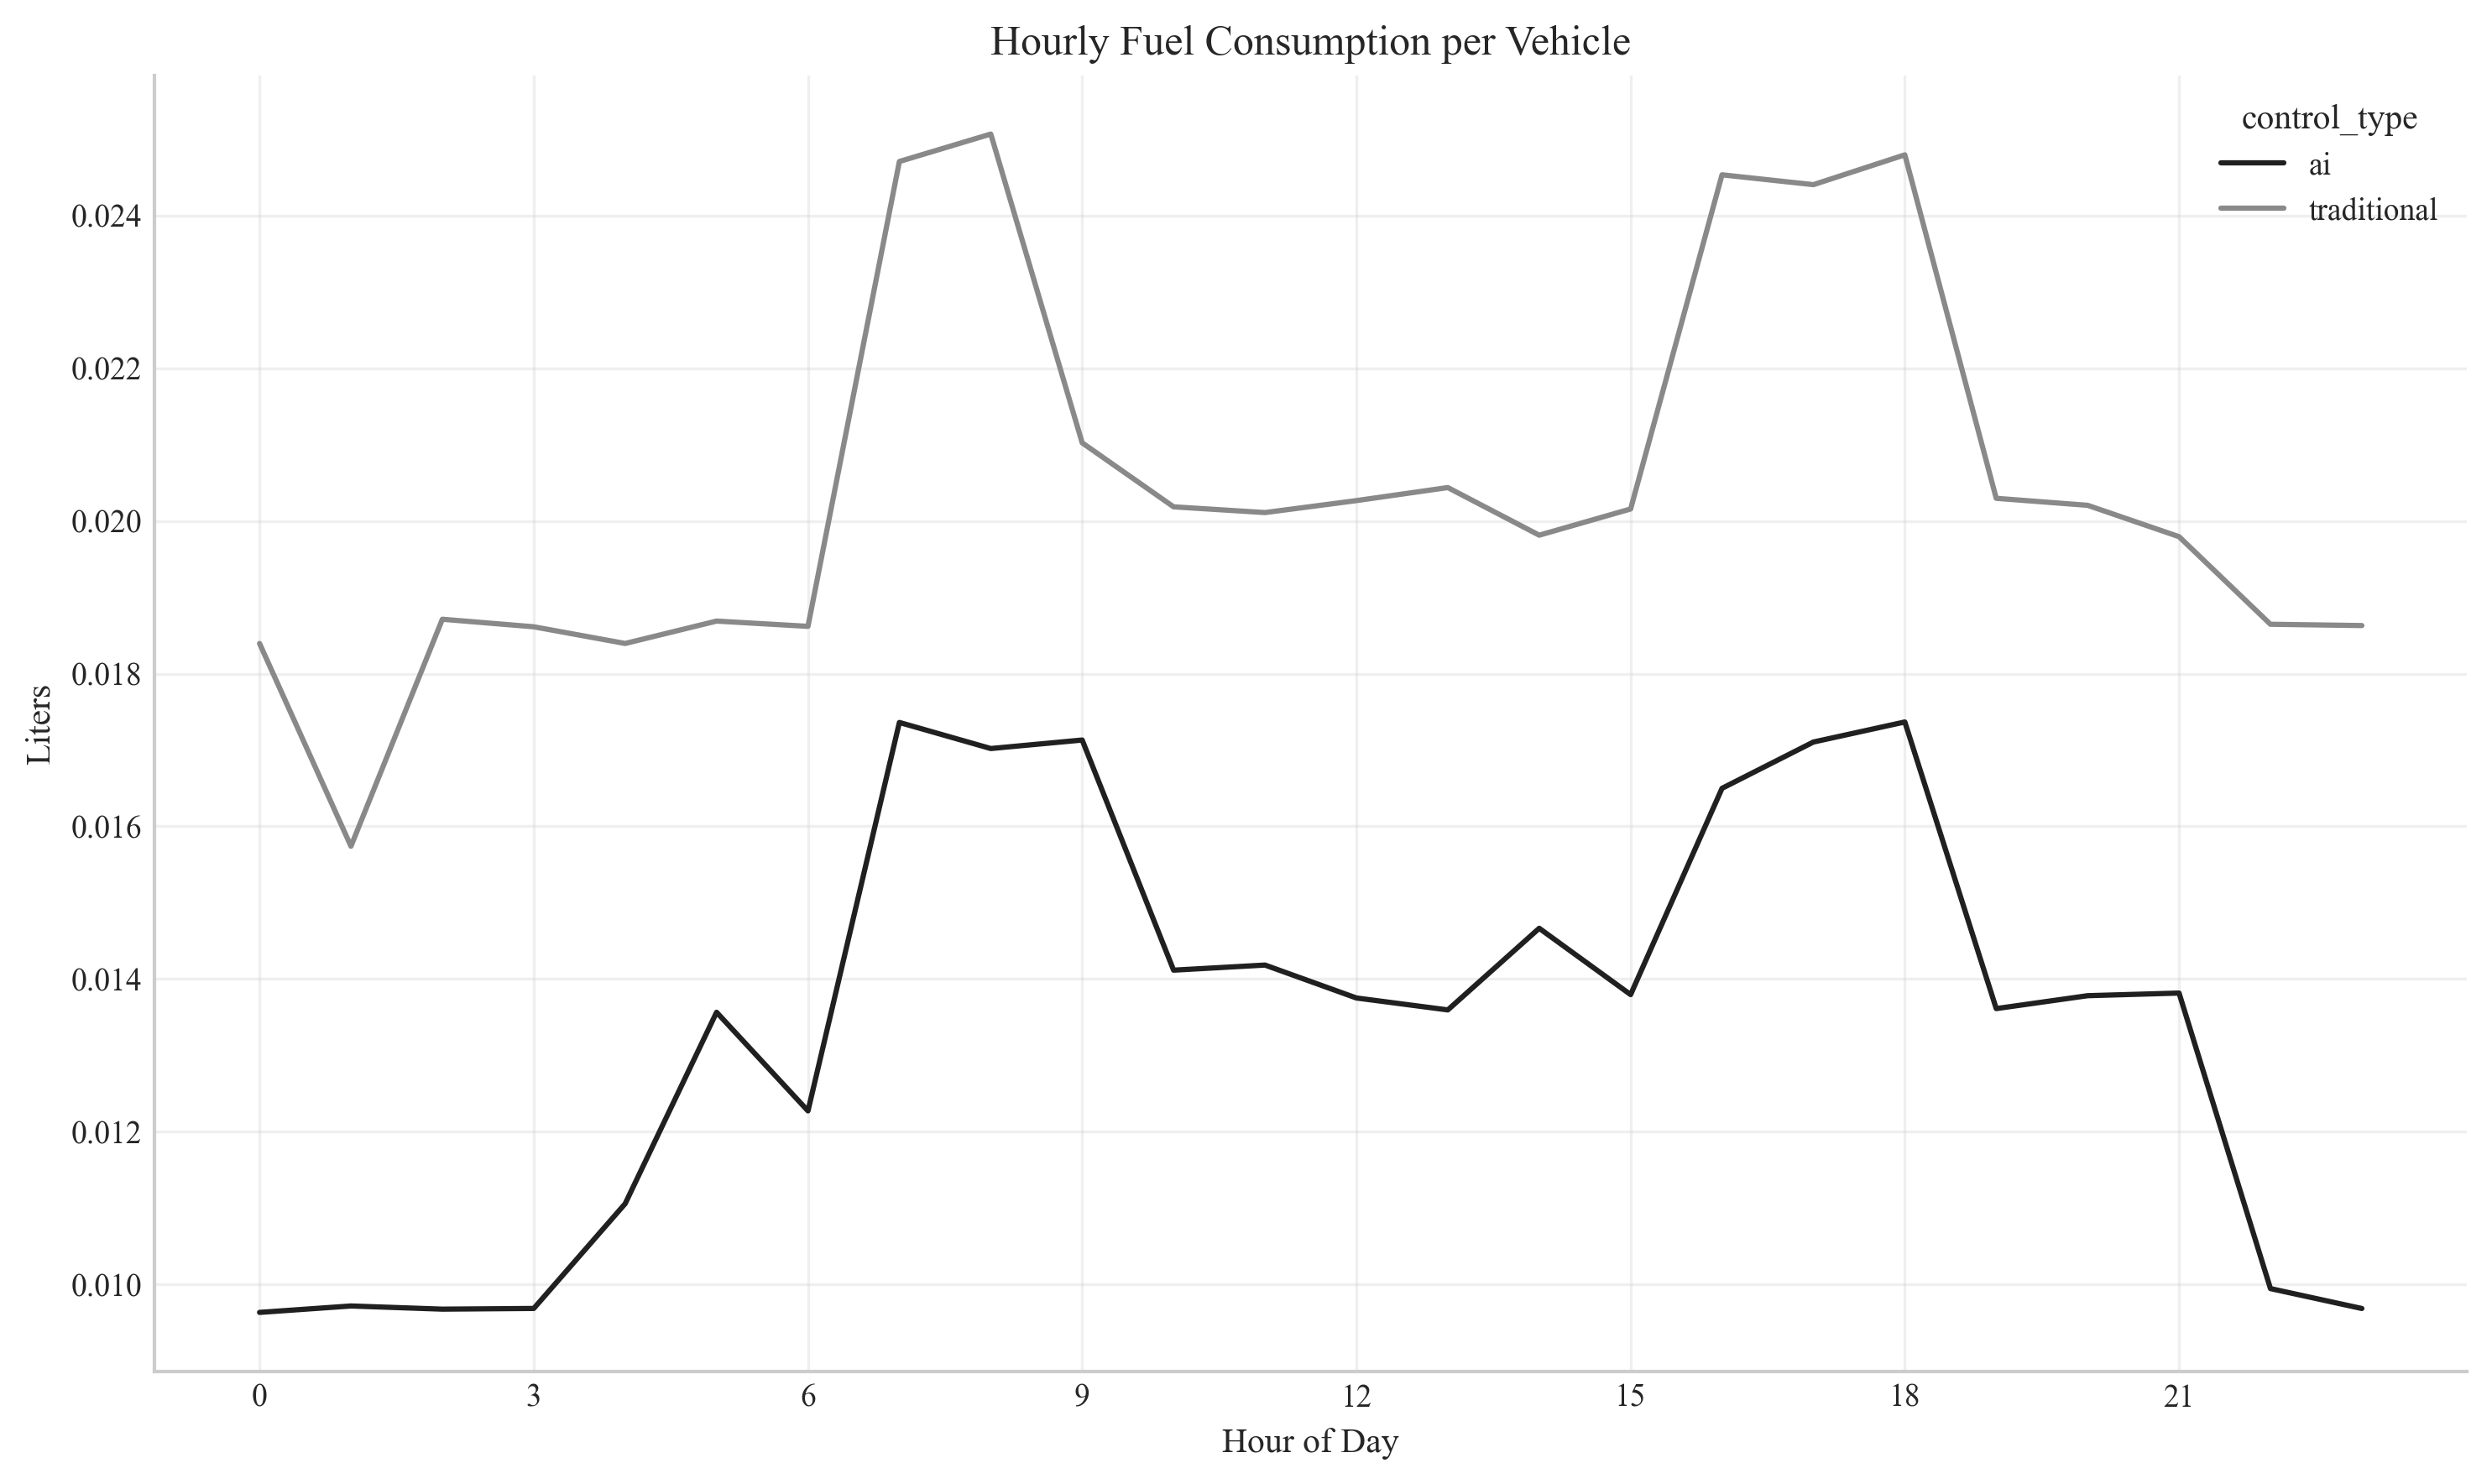 Hourly Fuel Consumption per Vehicle
control_type
ai
traditional
0.024
0.022
0.020
0.018
0.016
0.014
0.012
0.010
Liters
0 3 6 9 12 15 18 21
Hour of Day